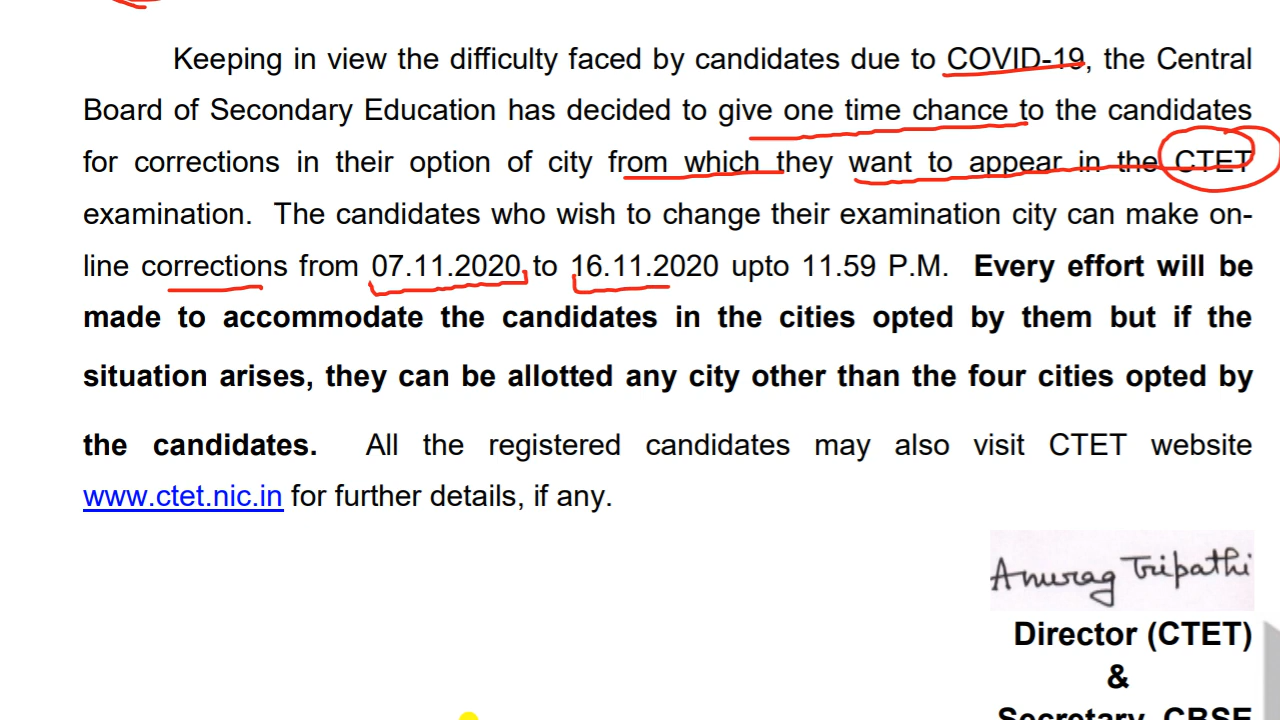 Keeping in view the difficulty faced by candidates due to COVID-19, the Central
Board of Secondary Education has decided to give one time chance to the candidates
for corrections in their option of city from which they want to appear in the CTET
examination. The candidates who wish to change their examination city can make on-
line corrections from 07.11.2020 to 16.11.2020 upto 11.59 P.M. Every effort will be
made to accommodate the candidates in the cities opted by them but if the
situation arises, they can be allotted any city other than the four cities opted by
the candidates. All the registered candidates may also visit CTET website
www.ctet.nic.in for further details, if any.
Anurag Tripathi
Director (CTET)
&
Secretary, CBSE